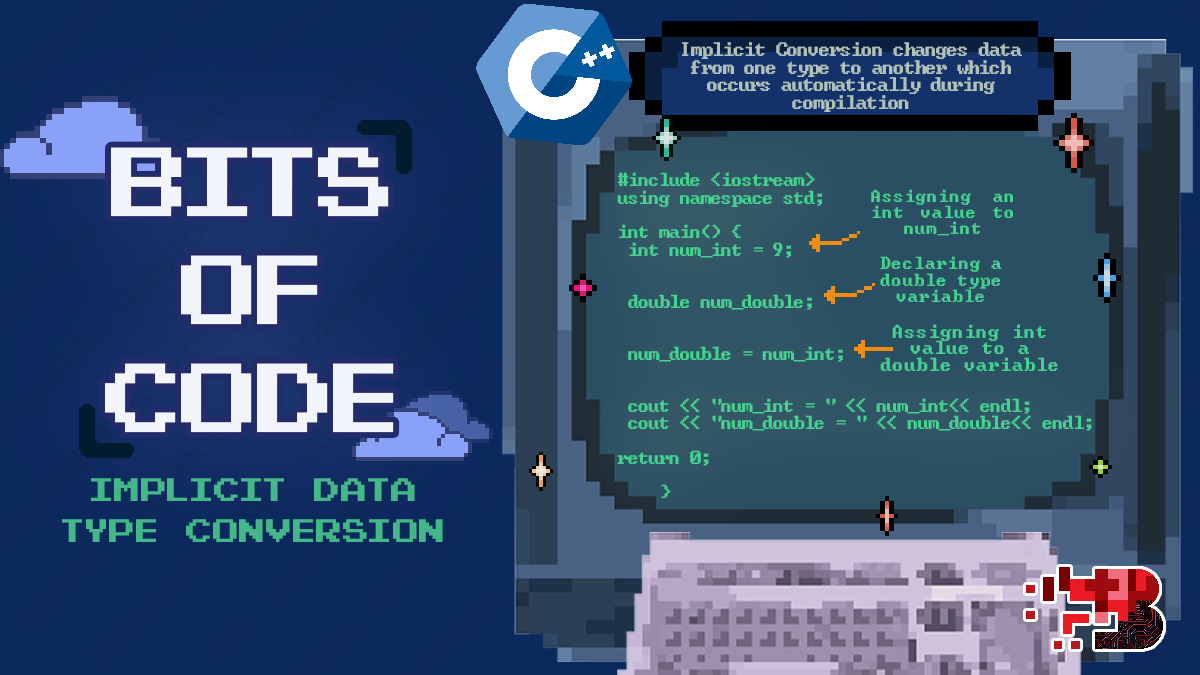 BITS
OF
CODE
IMPLICIT DATA
TYPE CONVERSION
C++
Implicit Conversion changes data
from one type to another which
occurs automatically during
compilation
#include <iostream>
using namespace std;
int main() {
int num_int = 9;
Assigning an
int value to
num_int
double num_double;
Declaring a
double type
variable
num_double = num_int;
Assigning int
value to a
double variable
cout << "num_int = " << num_int<< endl;
cout << "num_double = " << num_double<< endl;
return 0;
}